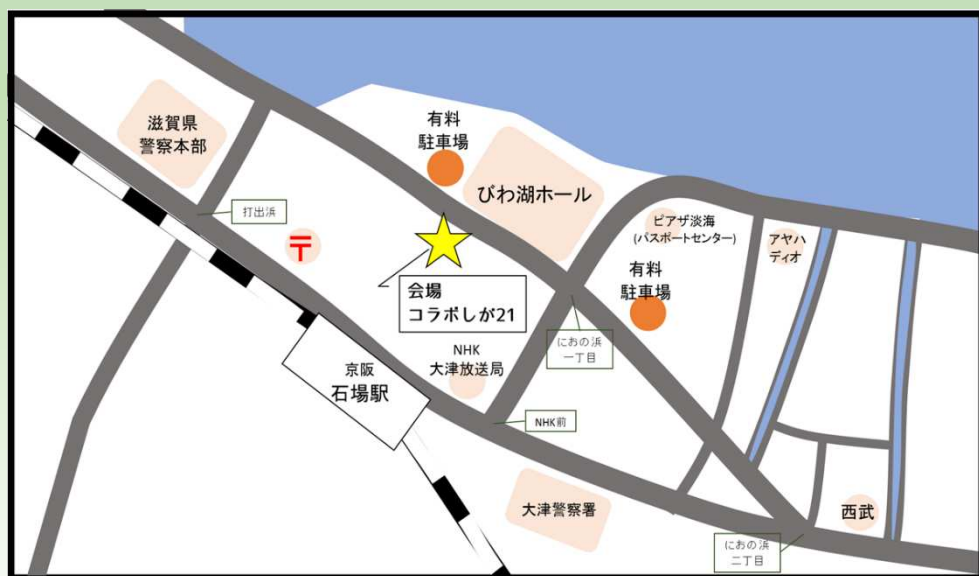 滋賀県
警察本部
有料
駐車場
びわ湖ホール
打出浜
〒
会場
コラボしが21
ピアザ淡海
(パスポートセンター)
アヤハ
ディオ
有料
駐車場
におの浜
一丁目
NHK
大津放送局
京阪
石場駅
NHK前
大津警察署
西武
におの浜
二丁目